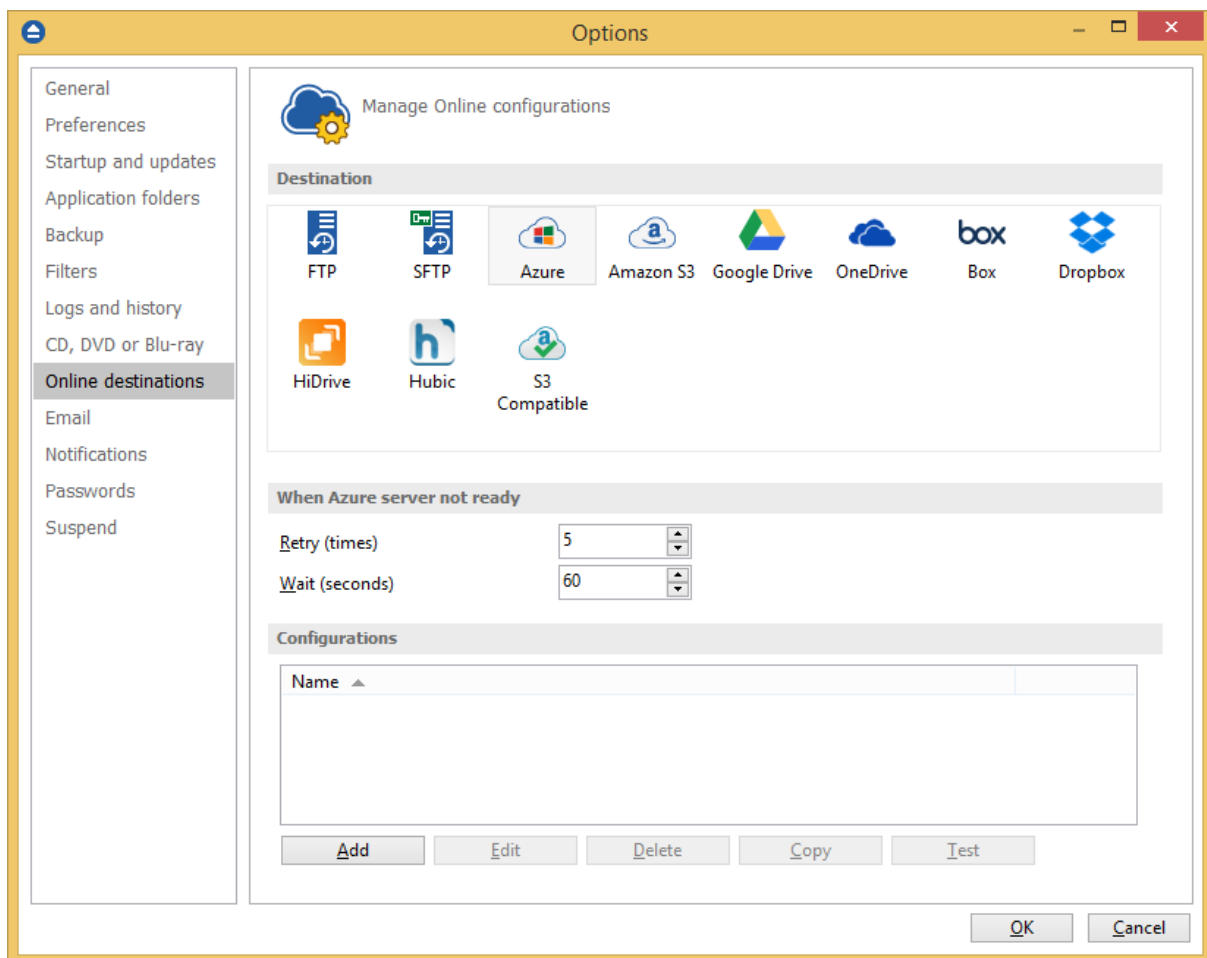 Options
General
Preferences
Startup and updates
Application folders
Backup
Filters
Logs and history
CD, DVD or Blu-ray
Online destinations
Email
Notifications
Passwords
Suspend
Manage Online configurations
Destination
FTP
SFTP
Azure
a
Amazon S3
Google Drive
OneDrive
box
Box
Dropbox
HiDrive
h
Hubic
a
S3
Compatible
When Azure server not ready
Retry (times)
5
Wait (seconds)
60
Configurations
Name
Add
Edit
Delete
Copy
Test
OK
Cancel